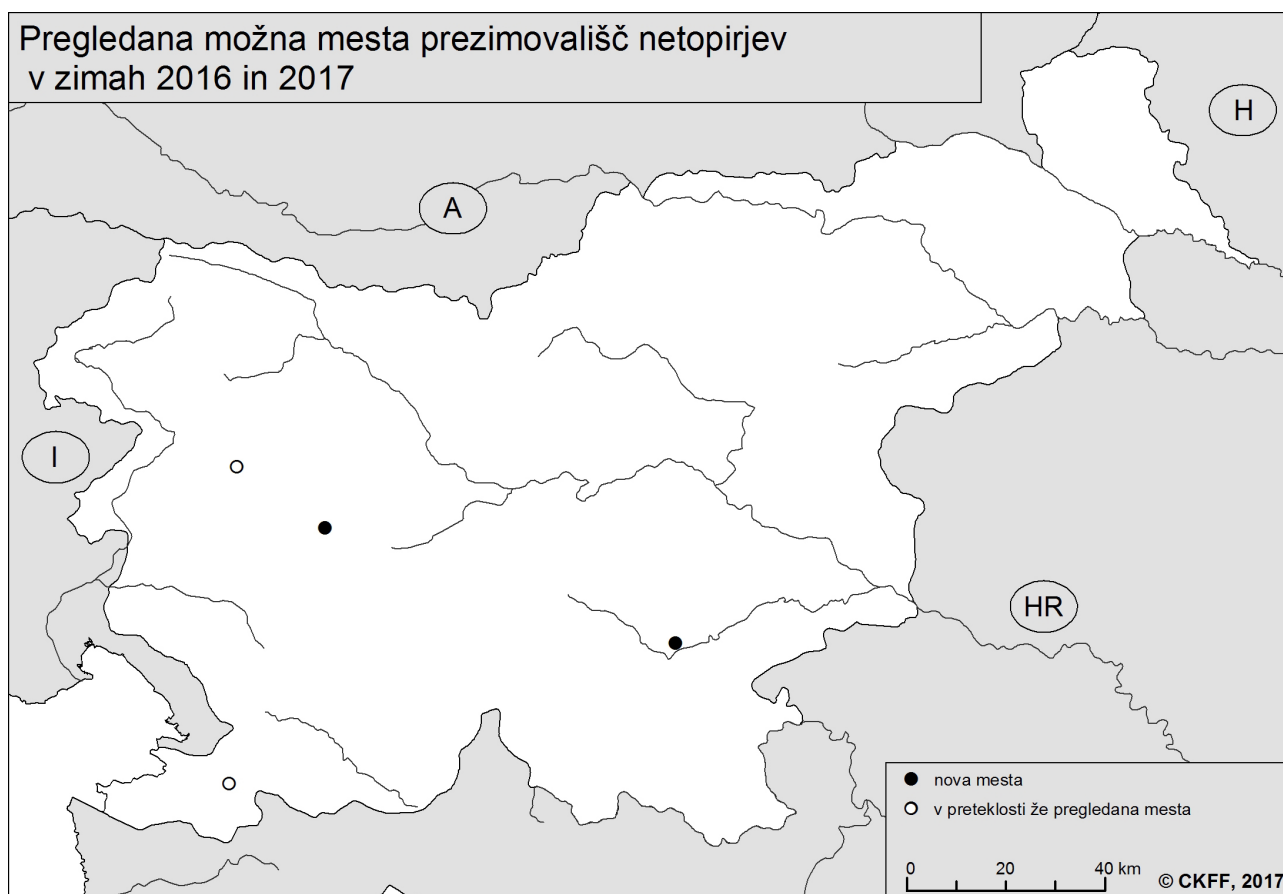 Pregledana možna mesta prezimovališč netopirjev
v zimah 2016 in 2017
H
A
I
HR
nova mesta
v preteklosti že pregledana mesta
0 20 40 km
© CKFF, 2017